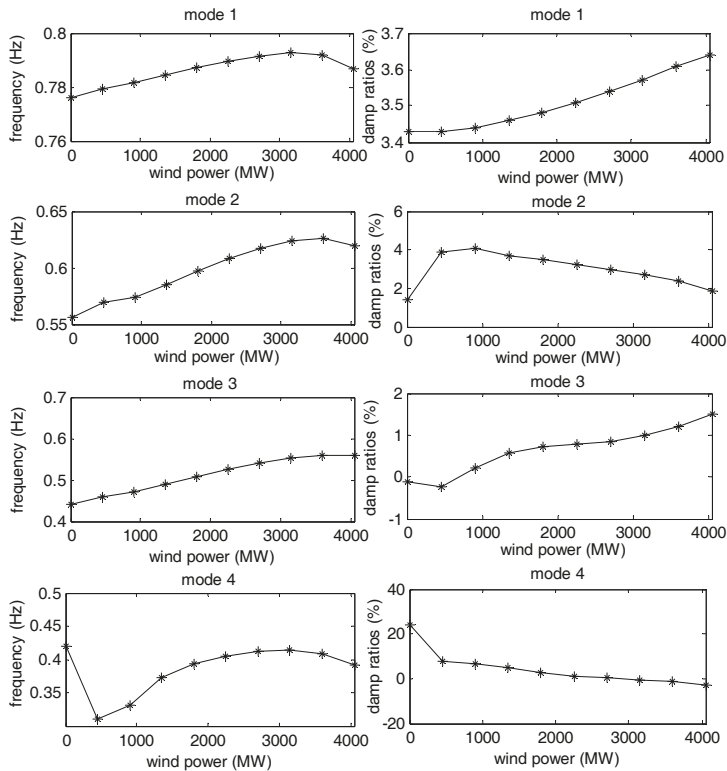 mode 1
frequency (Hz)
0.8
0.78
0.76
0 1000 2000 3000 4000
wind power (MW)
mode 1
damp ratios (%)
3.7
3.6
3.5
3.4
0 1000 2000 3000 4000
wind power (MW)
mode 2
frequency (Hz)
0.65
0.6
0.55
0 1000 2000 3000 4000
wind power (MW)
mode 2
damp ratios (%)
6
4
2
0
0 1000 2000 3000 4000
wind power (MW)
mode 3
frequency (Hz)
0.7
0.6
0.5
0.4
0 1000 2000 3000 4000
wind power (MW)
mode 3
damp ratios (%)
2
1
0
-1
0 1000 2000 3000 4000
wind power (MW)
mode 4
frequency (Hz)
0.5
0.45
0.4
0.35
0 1000 2000 3000 4000
wind power (MW)
mode 4
damp ratios (%)
40
20
0
-20
0 1000 2000 3000 4000
wind power (MW)